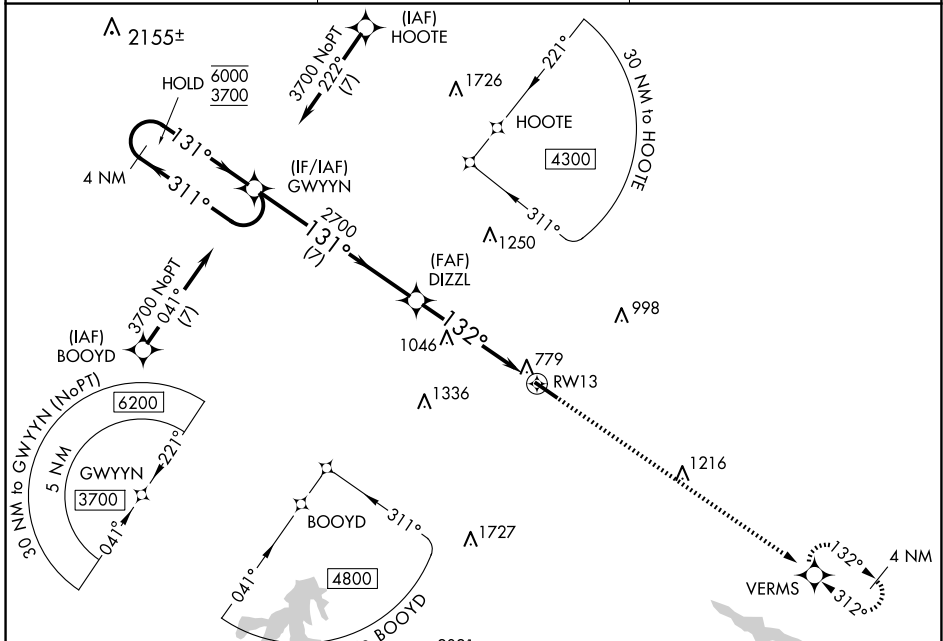 2155±
(IAF)
HOOTE
3700 NoPT
222°
(7)
HOLD
6000
3700
1726
221°
30 NM to HOOTE
HOOTE
4300
311°
131°
4 NM
311°
(IF/IAF)
GWYYN
2700
131°
(7)
1250
(FAF)
DIZZL
3700 NoPT
041°
(7)
998
132°
1046
(IAF)
BOOYD
779
RW13
1336
30 NM to GWYYN (NoPT)
6200
5 NM
221°
GWYYN
3700
041°
1216
BOOYD
311°
1727
041°
4800
BOOYD
132°
4 NM
VERMS
312°